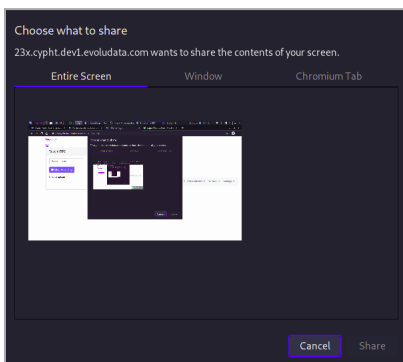 Choose what to share
23x.cypht.dev1.evoludata.com wants to share the contents of your screen.
Entire Screen Window Chromium Tab
Cancel Share